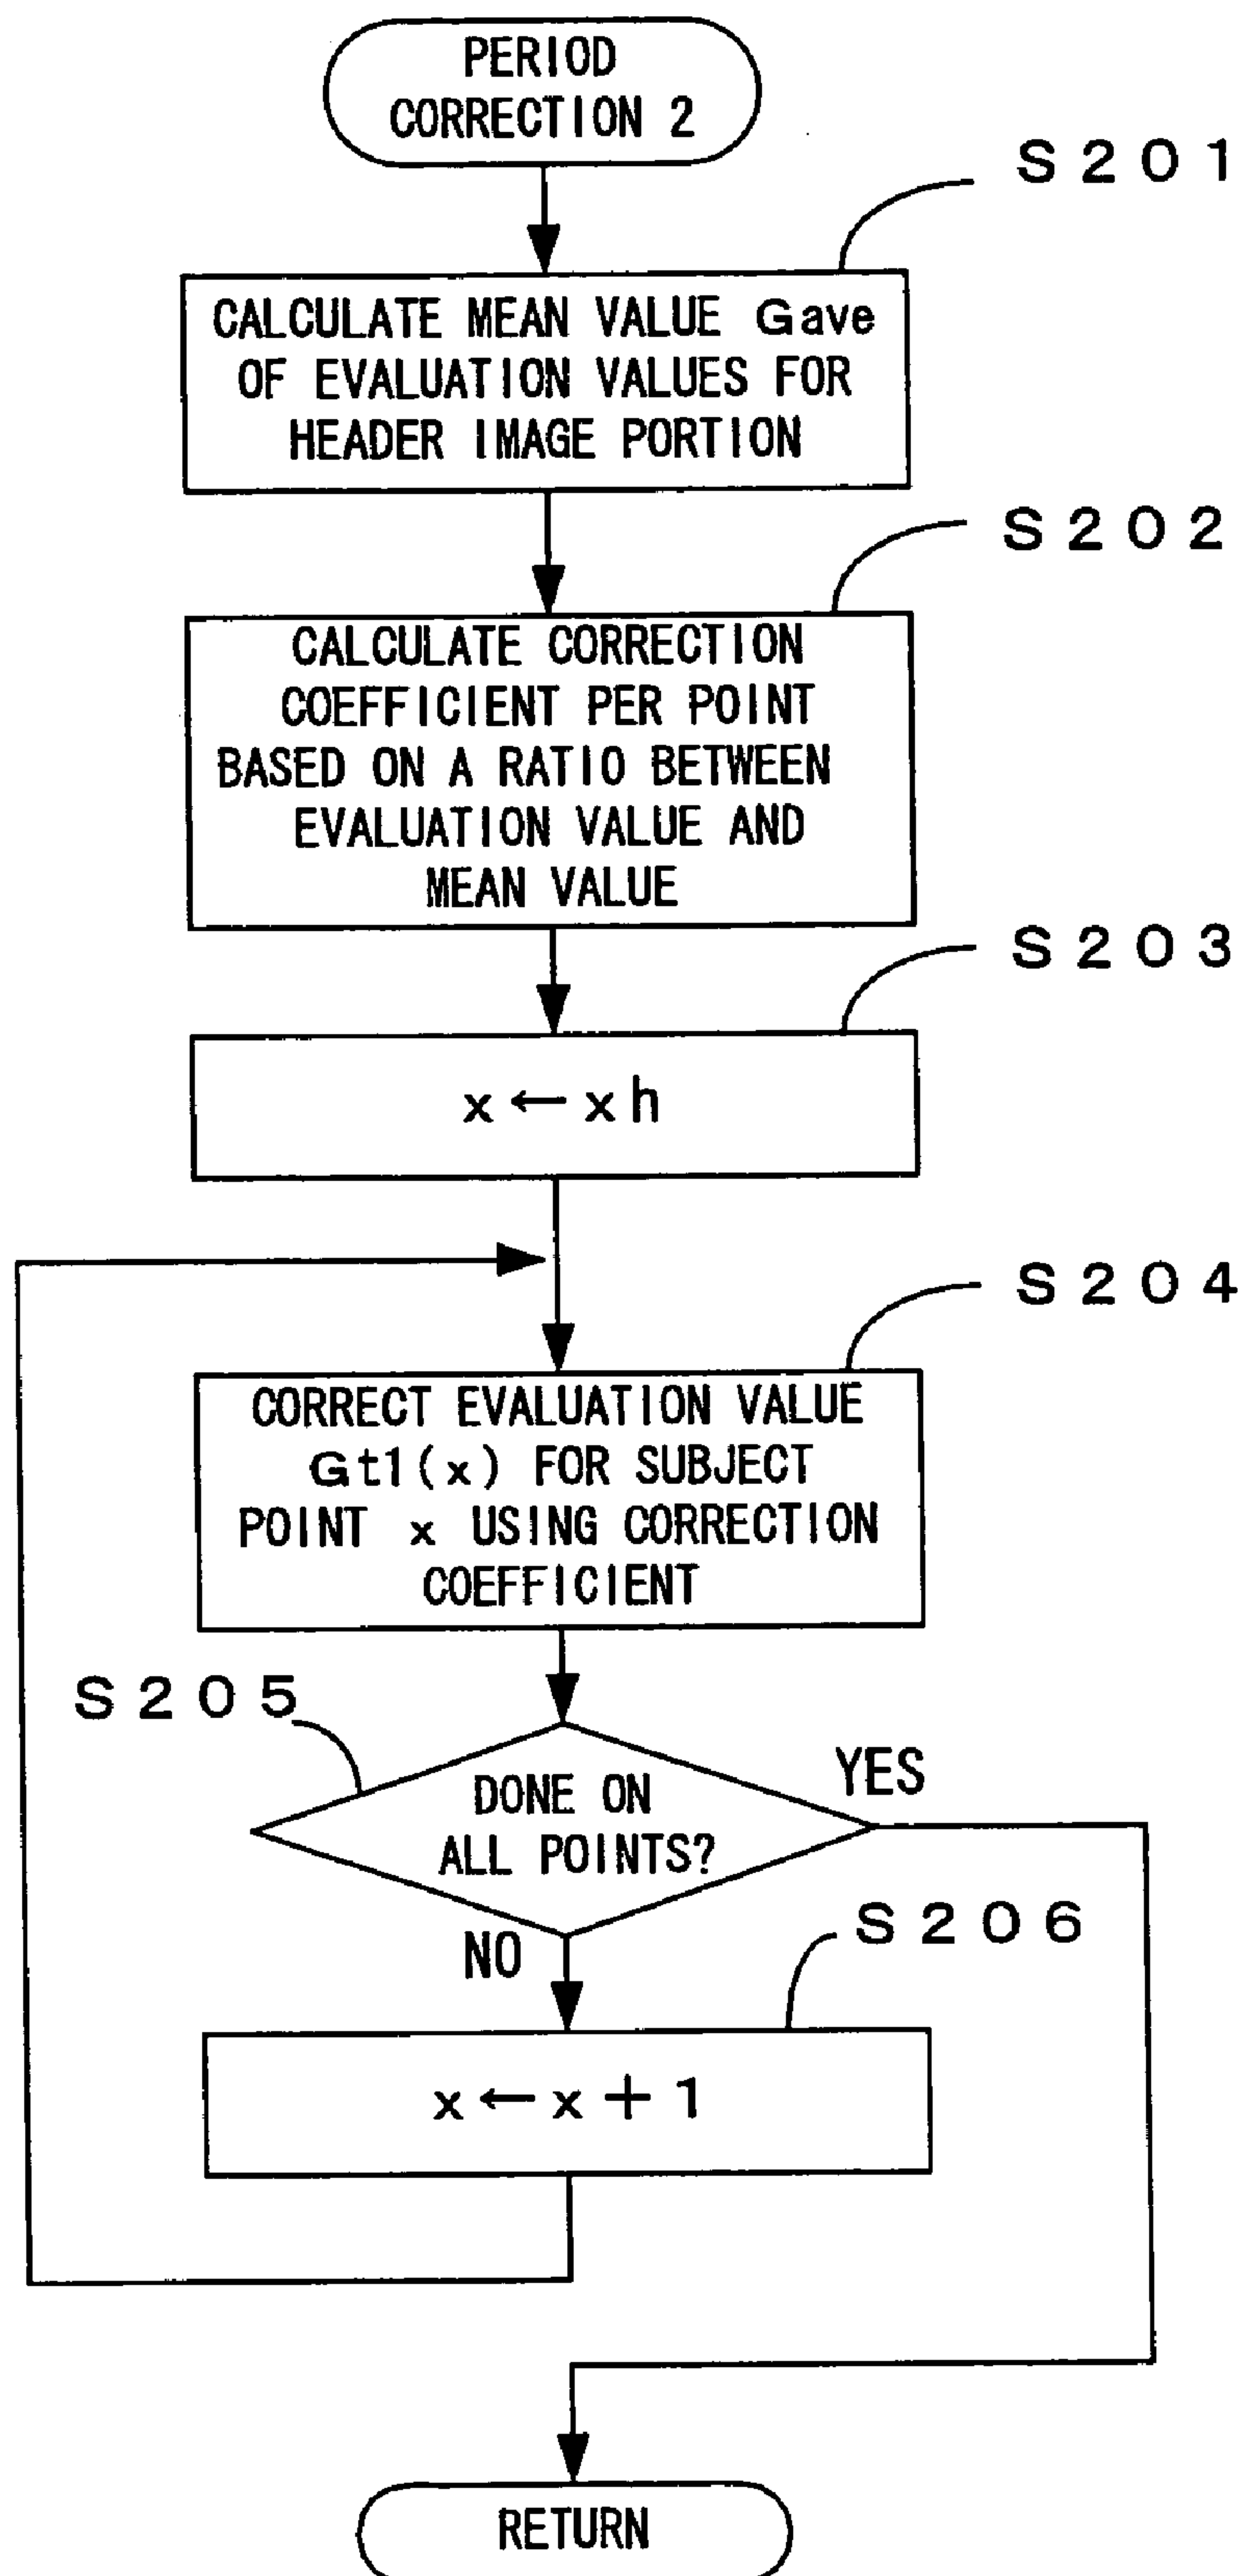 PERIOD
CORRECTION 2
S201
CALCULATE MEAN VALUE Gave
OF EVALUATION VALUES FOR
HEADER IMAGE PORTION
S202
CALCULATE CORRECTION
COEFFICIENT PER POINT
BASED ON A RATIO BETWEEN
EVALUATION VALUE AND
MEAN VALUE
S203
x ← xh
S204
CORRECT EVALUATION VALUE
Gt1(x) FOR SUBJECT
POINT x USING CORRECTION
COEFFICIENT
S205
DONE ON
ALL POINTS?
YES
NO
S206
x ← x + 1
RETURN